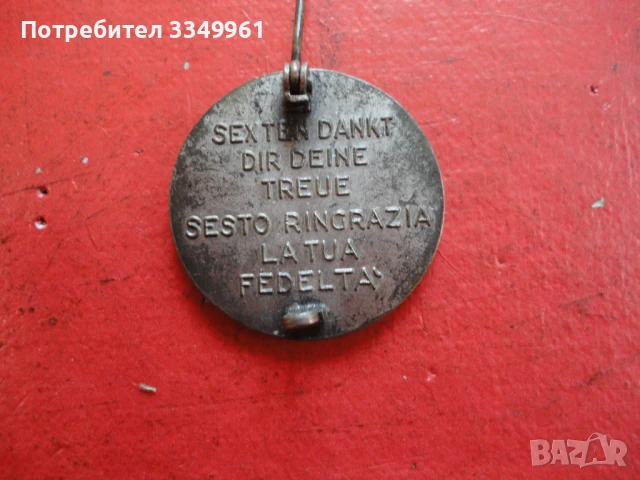 Потребител 3349961
SEXTEN DANKT
DIR DEINE
TREUE
SESTO RINGRAZIA
LA TUA
FEDELTA'
BAZAR